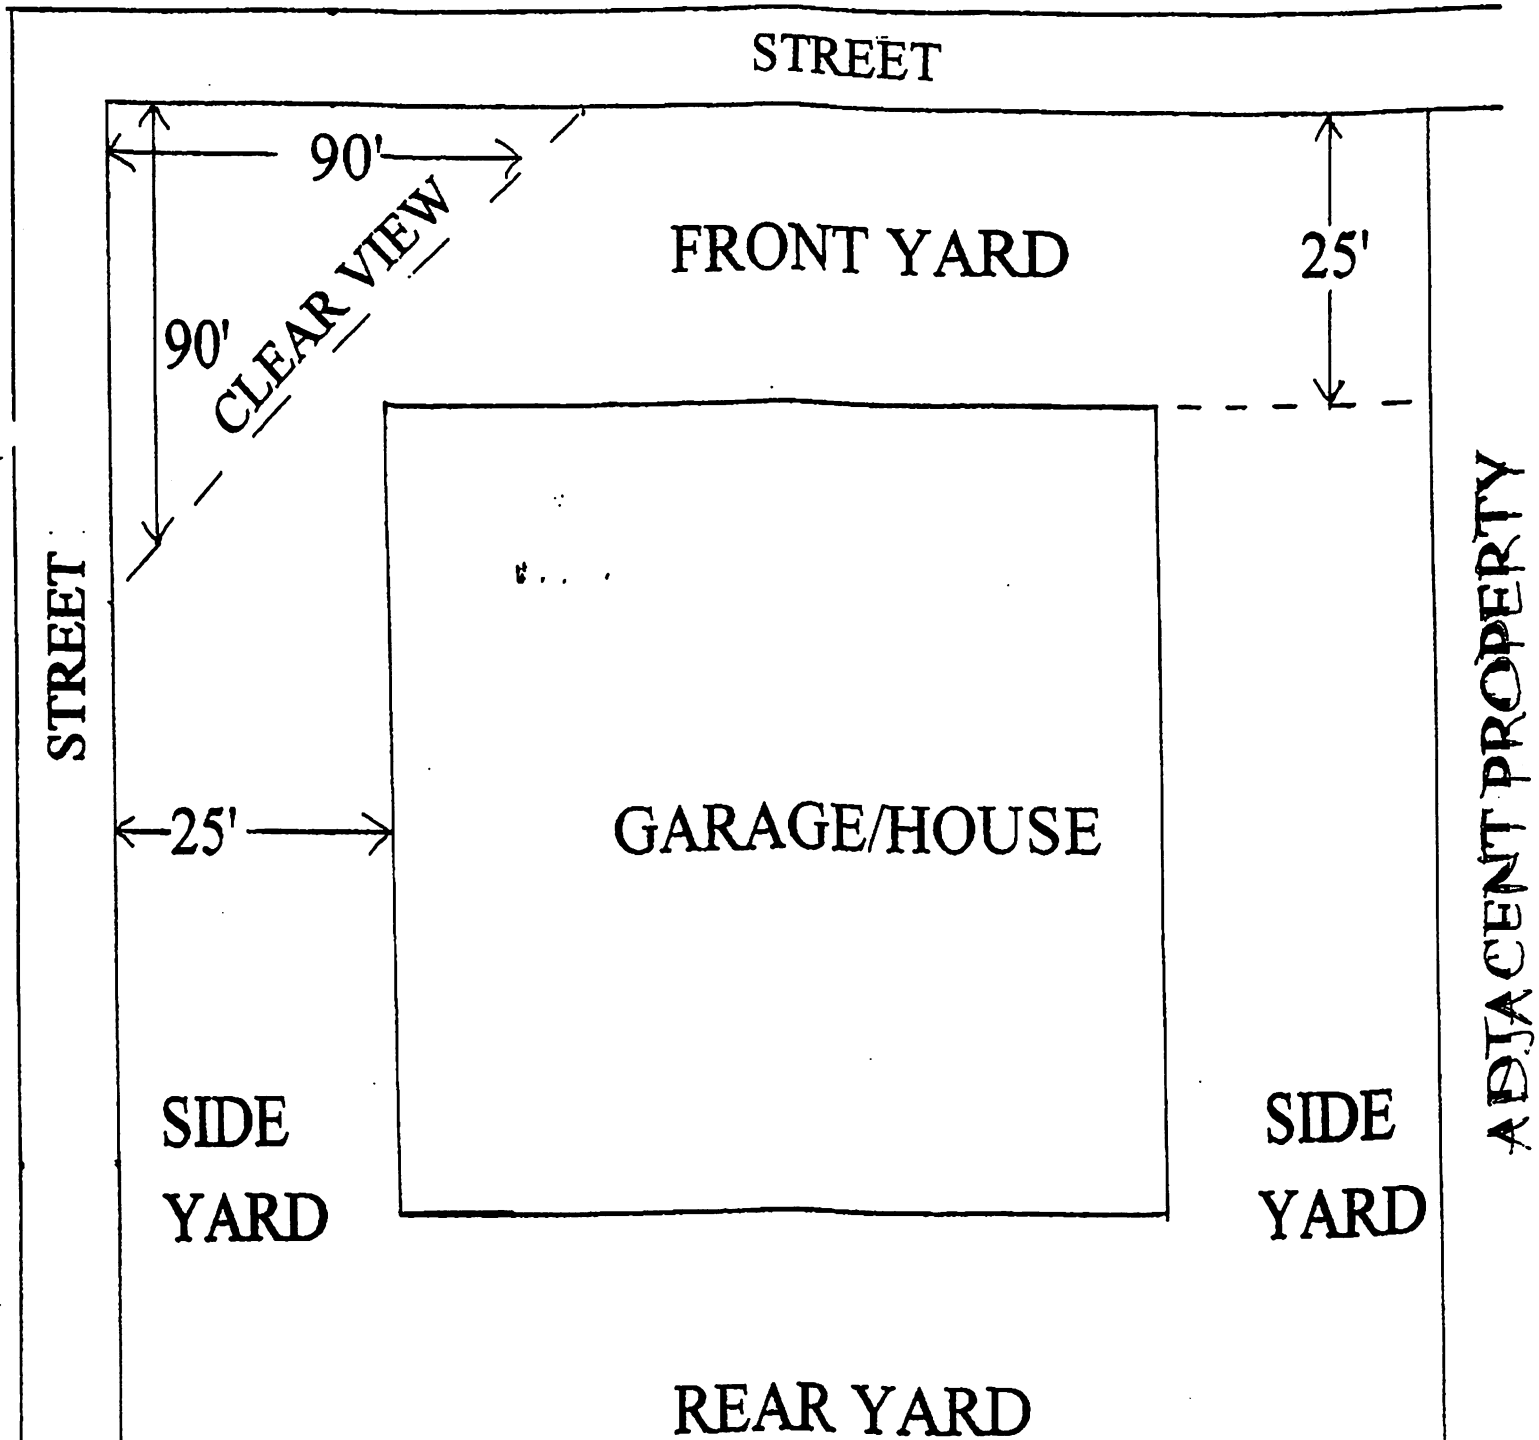 STREET
90'
FRONT YARD
25'
90'
CLEAR VIEW
STREET
ADJACENT PROPERTY
25'
GARAGE/HOUSE
SIDE
YARD
SIDE
YARD
REAR YARD